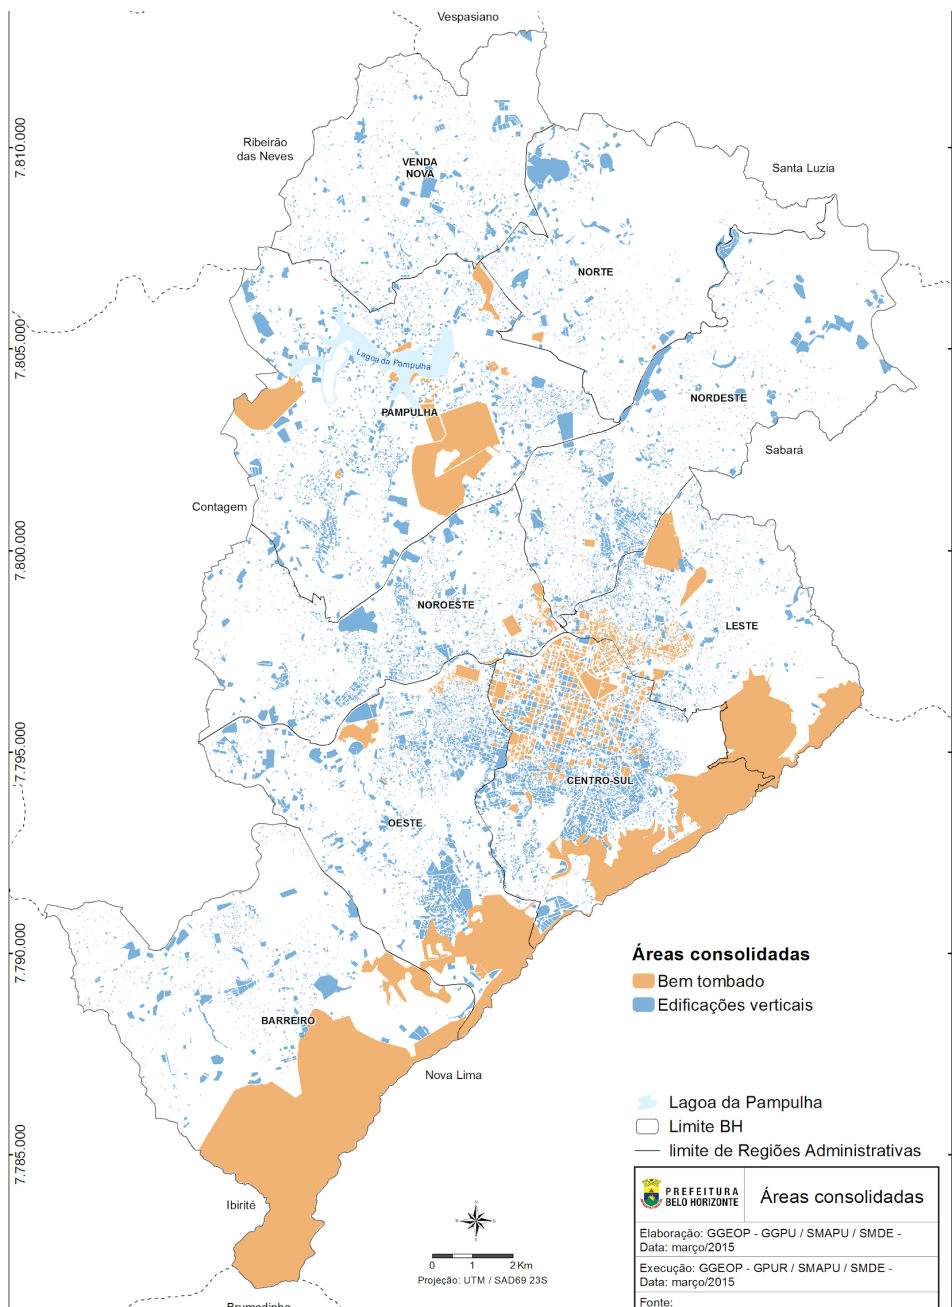 Vespasiano
7.810.000
Ribeirão
das Neves
VENDA
NOVA
Santa Luzia
NORTE
7.805.000
Lagoa da Pampulha
NORDESTE
PAMPULHA
Sabará
Contagem
7.800.000
NOROESTE
LESTE
7.795.000
CENTRO-SUL
OESTE
7.790.000
Áreas consolidadas
Bem tombado
Edificações verticais
BARREIRO
Nova Lima
Lagoa da Pampulha
Limite BH
limite de Regiões Administrativas
7.785.000
Ibirité
PREFEITURA
BELO HORIZONTE
Áreas consolidadas
Elaboração: GGEOP - GGPU / SMAPU / SMDE -
Data: março/2015
0 1 2 Km
Projeção: UTM / SAD69 23S
Execução: GGEOP - GPUR / SMAPU / SMDE -
Data: março/2015
Fonte:
Brumadinho